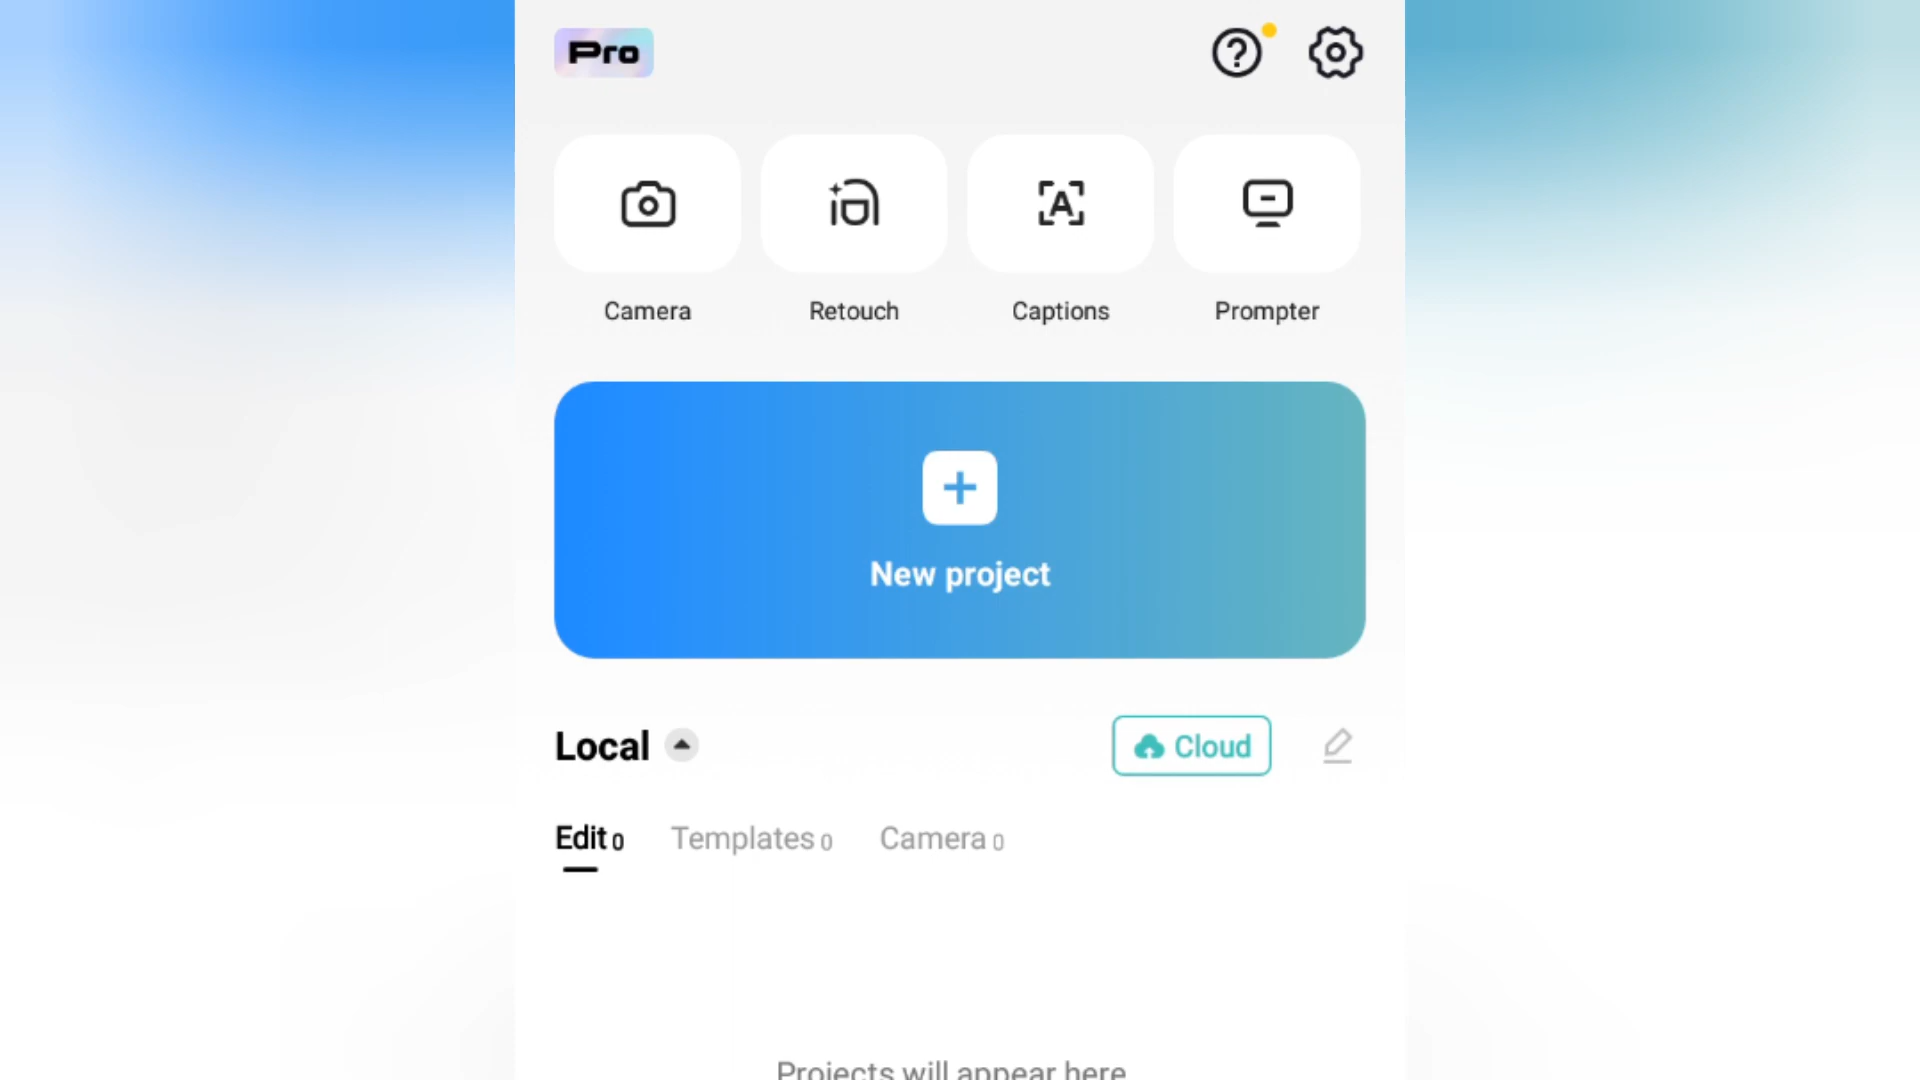 Pro
Camera Retouch Captions Prompter
New project
Local Cloud
Edit 0 Templates 0 Camera 0
Projects will appear here